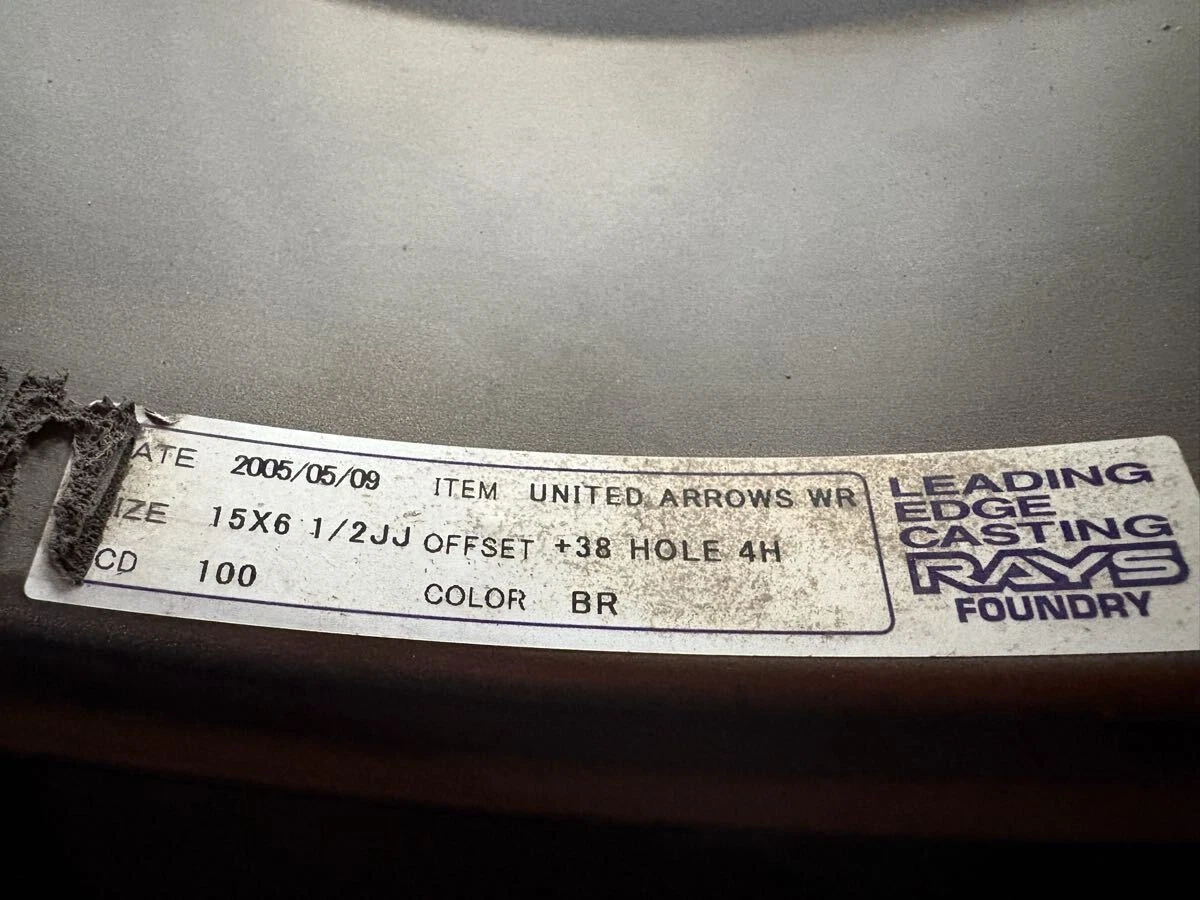 ATE 2005/05/09 ITEM UNITED ARROWS WR
IZE 15X6 1/2JJ OFFSET +38 HOLE 4H
CD 100 COLOR BR
LEADING
EDGE
CASTING
RAYS
FOUNDRY